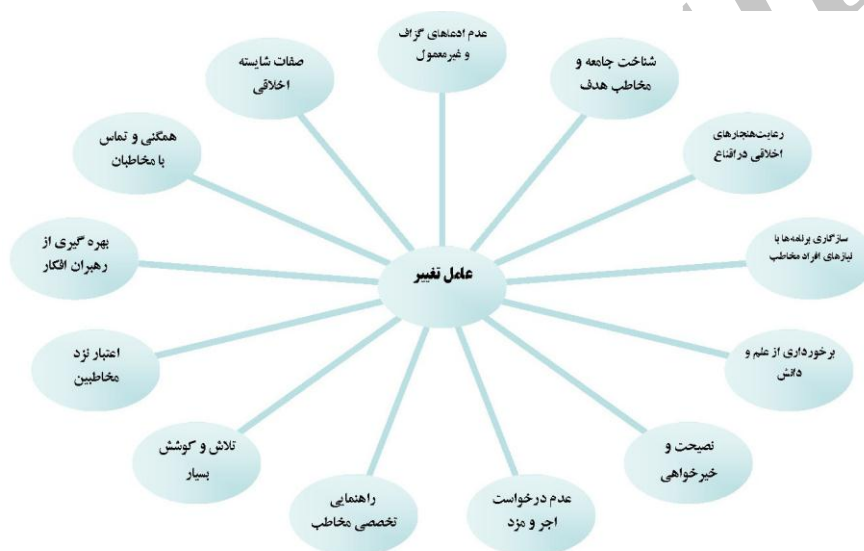 عدم ادعاهای گزاف
و غیرمعمول
شناخت جامعه و
مخاطب هدف
رعایت‌هنجارهای
اخلاقی دراقناع
سازگاری برنامه‌ها با
نیازهای افراد مخاطب
برخورداری از علم و
دانش
نصیحت و
خیرخواهی
عدم درخواست
اجر و مزد
راهنمایی
تخصصی مخاطب
تلاش و کوشش
بسیار
اعتبار نزد
مخاطبین
بهره گیری از
رهبران افکار
همگنی و تماس
با مخاطبان
صفات شایسته
اخلاقی
عامل تغییر